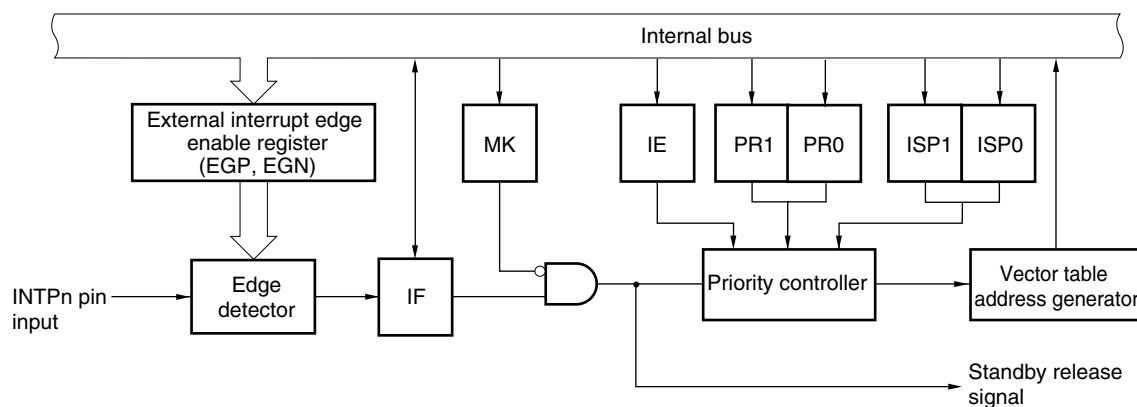 Internal bus
External interrupt edge
enable register
(EGP, EGN)
MK
IE
PR1
PR0
ISP1
ISP0
INTPn pin
input
Edge
detector
IF
Priority controller
Vector table
address generator
Standby release
signal